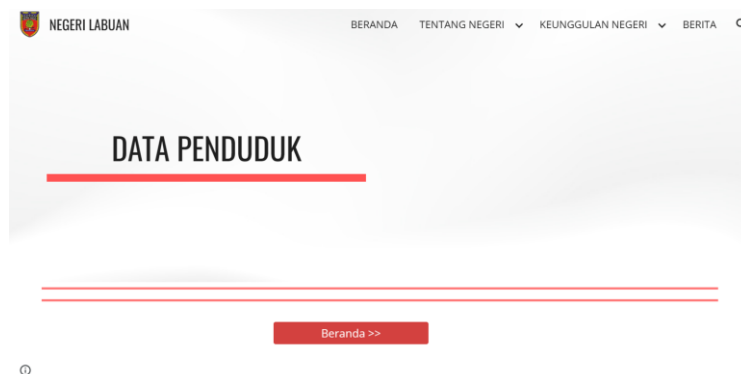 NEGERI LABUAN
BERANDA TENTANG NEGERI KEUNGGULAN NEGERI BERITA
DATA PENDUDUK
Beranda >>